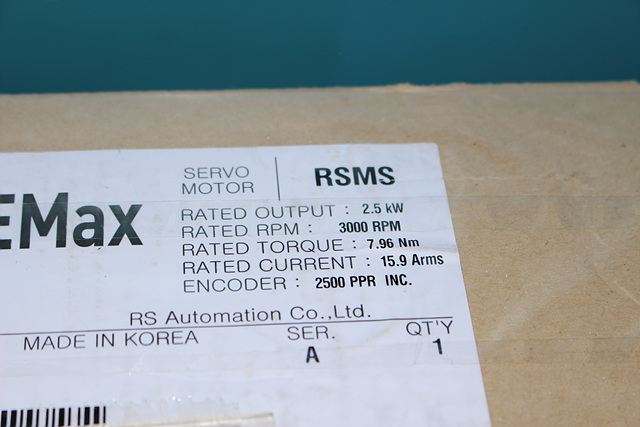 SERVO MOTOR | RSMS
EMax
RATED OUTPUT : 2.5 kW
RATED RPM : 3000 RPM
RATED TORQUE : 7.96 Nm
RATED CURRENT : 15.9 Arms
ENCODER : 2500 PPR INC.
RS Automation Co.,Ltd.
MADE IN KOREA SER. QT'Y
A 1